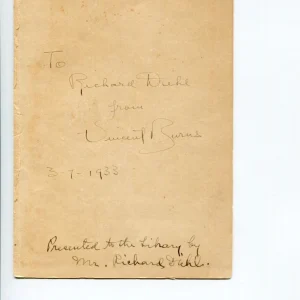 To
Richard Diehl
from
Vincent Burns
3-7-1933
Presented to the library by
Mr. Richard Diehl.